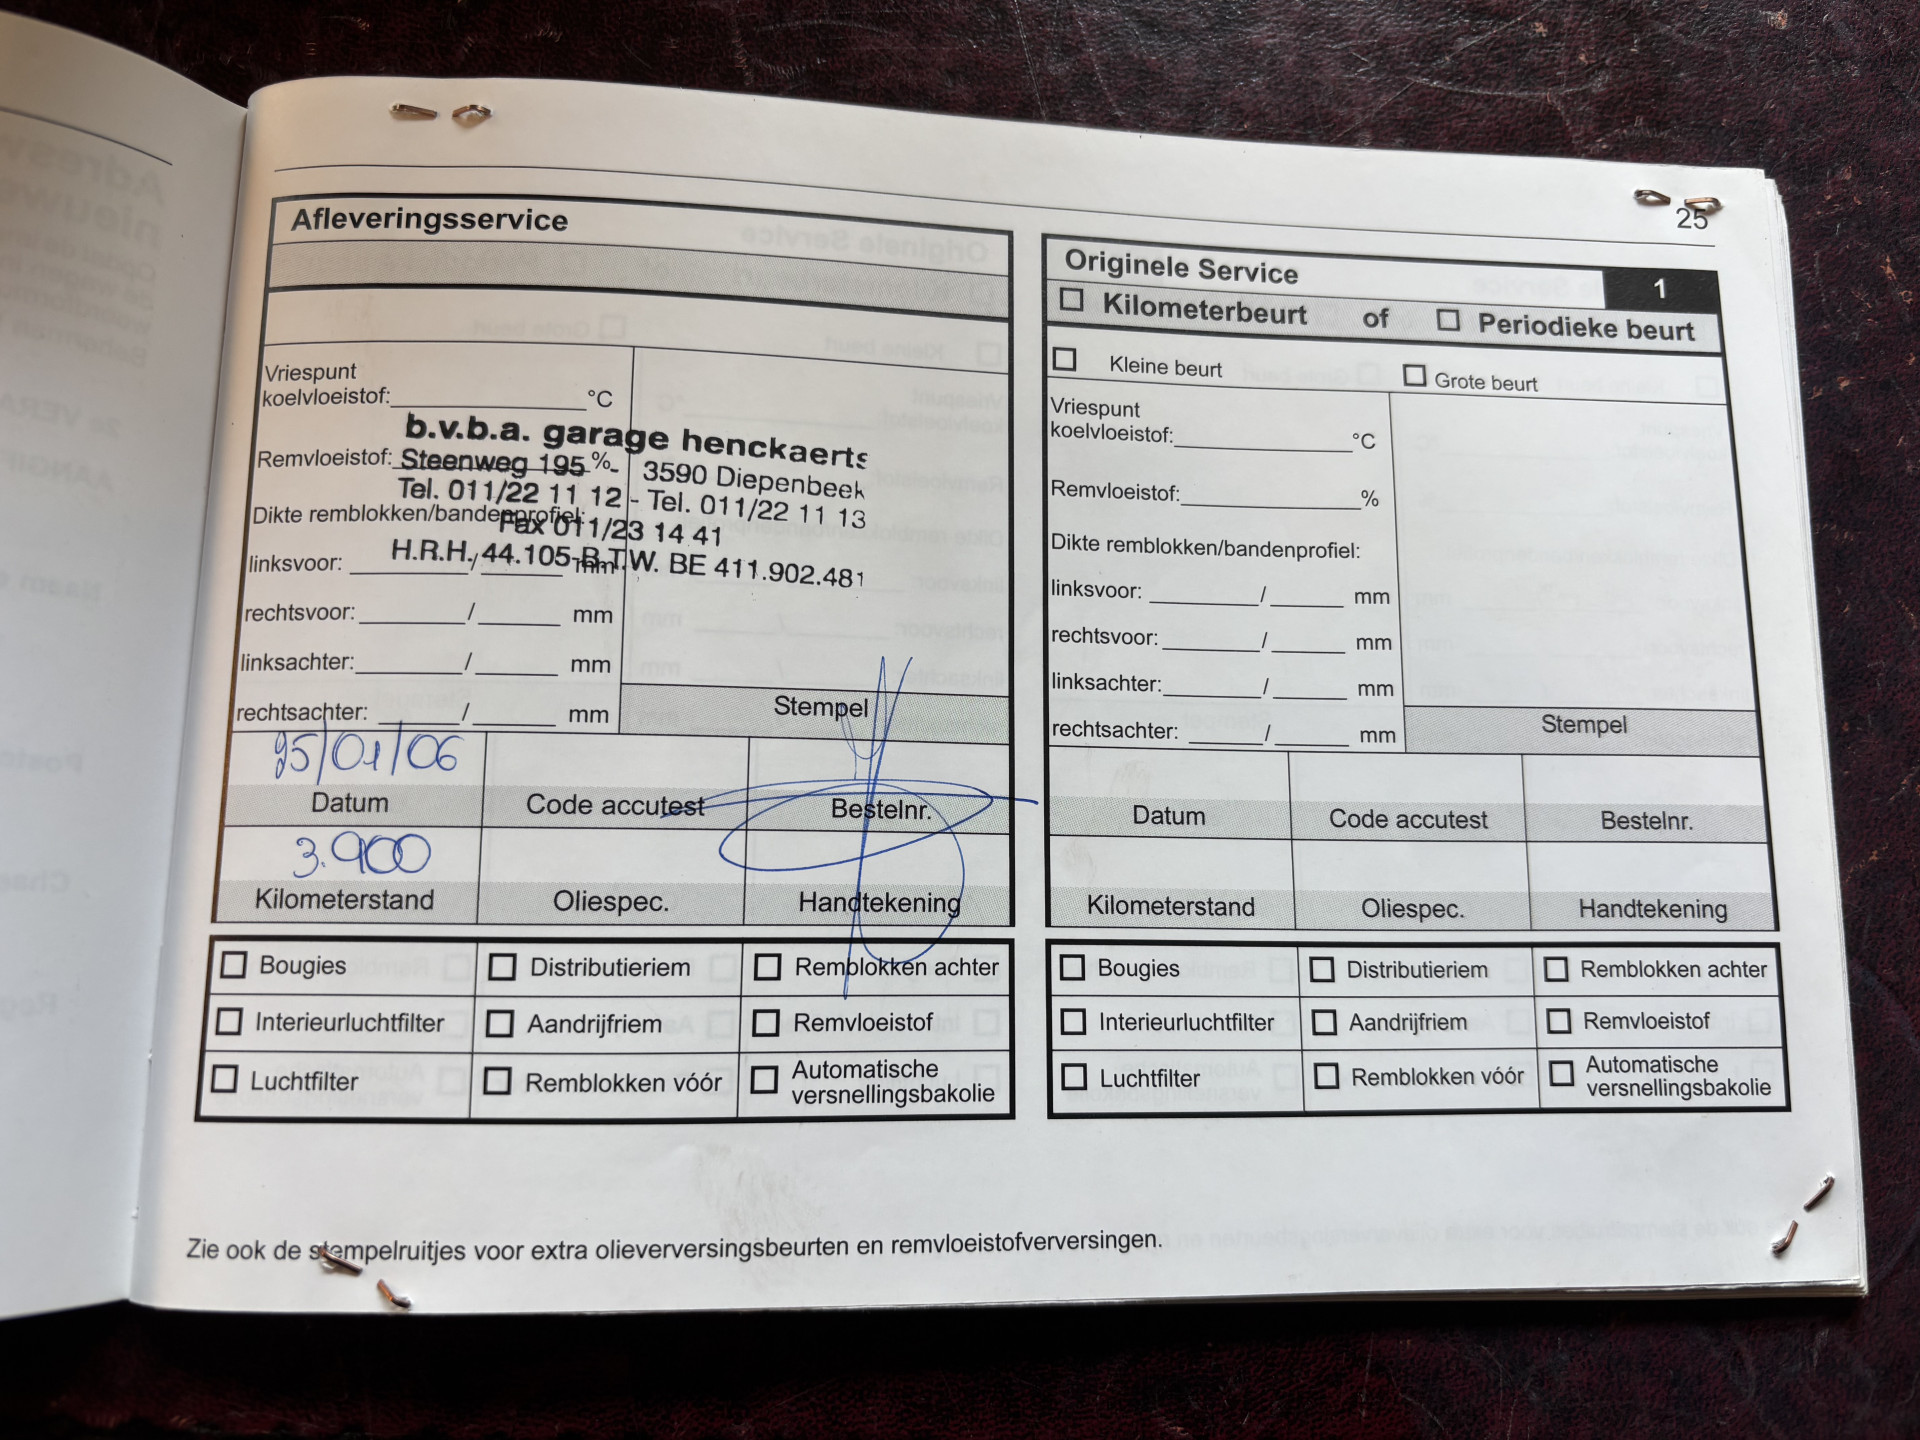 25
Afleveringsservice
Vriespunt
koelvloeistof: °C
Remvloeistof: %
Dikte remblokken/bandenprofiel:
linksvoor: / mm
rechtsvoor: / mm
linksachter: / mm
rechtsachter: / mm
b.v.b.a. garage henckaerts
Steenweg 195 - 3590 Diepenbeek
Tel. 011/22 11 12 - Tel. 011/22 11 13
Fax 011/23 14 41
H.R.H. 44.105-B.T.W. BE 411.902.481
Stempel
/01/06
Datum Code accutest Bestelnr.
3.900
Kilometerstand Oliespec. Handtekening
Bougies Distributieriem Remblokken achter
Interieurluchtfilter Aandrijfriem Remvloeistof
Luchtfilter Remblokken vóór Automatische
versnellingsbakolie
Originele Service 1
Kilometerbeurt of Periodieke beurt
Kleine beurt Grote beurt
Vriespunt
koelvloeistof: °C
Remvloeistof: %
Dikte remblokken/bandenprofiel:
linksvoor: / mm
rechtsvoor: / mm
linksachter: / mm
rechtsachter: / mm
Stempel
Datum Code accutest Bestelnr.
Kilometerstand Oliespec. Handtekening
Bougies Distributieriem Remblokken achter
Interieurluchtfilter Aandrijfriem Remvloeistof
Luchtfilter Remblokken vóór Automatische
versnellingsbakolie
Zie ook de stempelruitjes voor extra olieverversingsbeurten en remvloeistofverversingen.